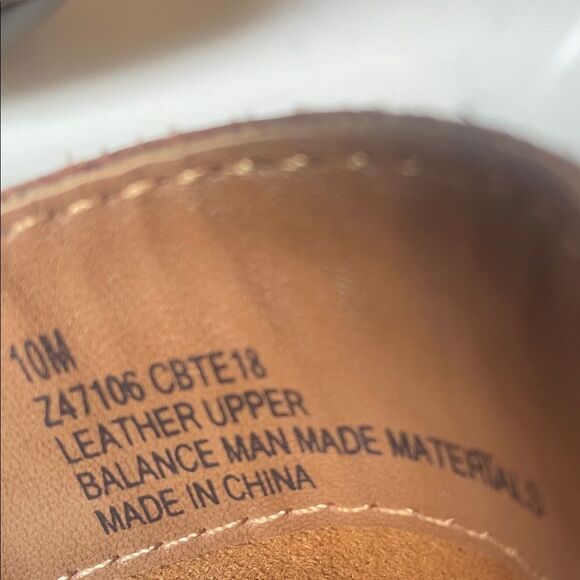 10M
Z47106 CBTE18
LEATHER UPPER
BALANCE MAN MADE MATERIALS
MADE IN CHINA